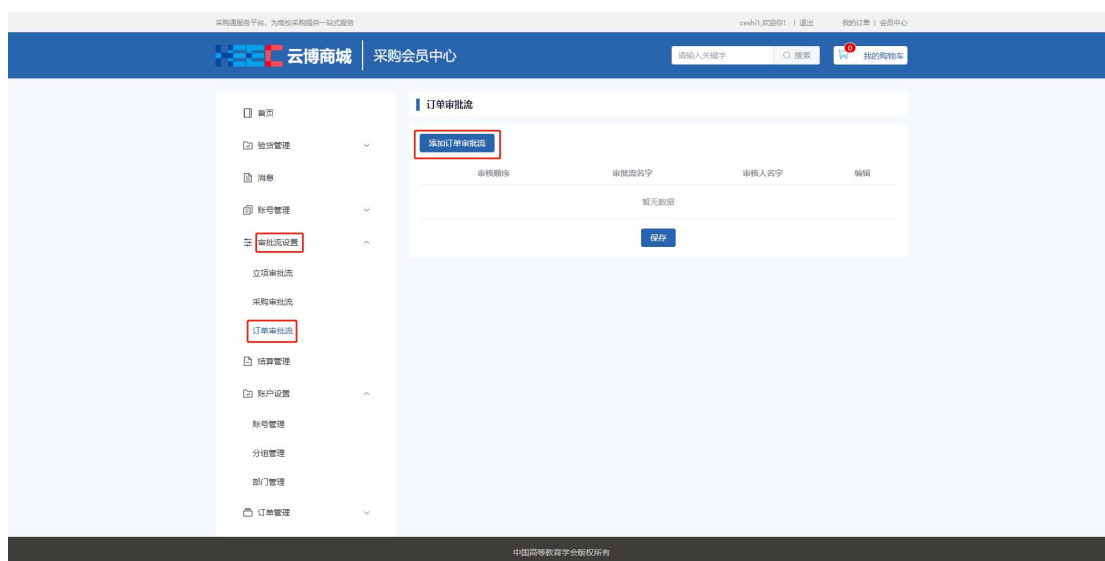 采购通服务平台，为高校采购提供一站式服务
ceshi1,欢迎你! | 退出 我的订单 | 会员中心
HEEC 云博商城 采购会员中心
请输入关键字 搜索 0 我的购物车
首页
验货管理
消息
账号管理
审批流设置
立项审批流
采购审批流
订单审批流
结算管理
账户设置
账号管理
分组管理
部门管理
订单管理
订单审批流
添加订单审批流
审核顺序 审批流名字 审核人名字 编辑
暂无数据
保存
中国高等教育学会版权所有